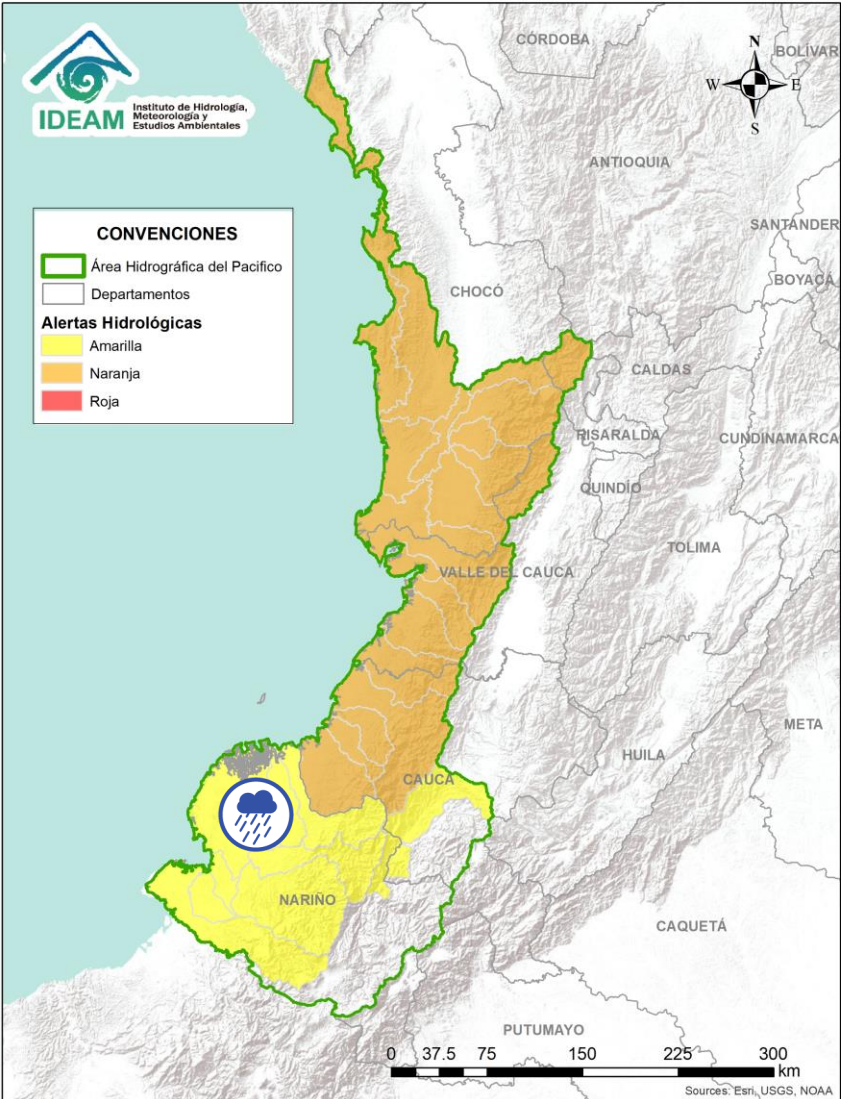 IDEAM
Instituto de Hidrología,
Meteorología y
Estudios Ambientales
N
W
E
S
CÓRDOBA
BOLÍVAR
ANTIOQUIA
SANTANDER
BOYACÁ
CHOCÓ
CALDAS
RISARALDA
CUNDINAMARCA
QUINDÍO
TOLIMA
VALLE DEL CAUCA
META
HUILA
CAUCA
NARIÑO
CAQUETÁ
PUTUMAYO
CONVENCIONES
Área Hidrográfica del Pacifico
Departamentos
Alertas Hidrológicas
Amarilla
Naranja
Roja
0 37.5 75 150 225 300
km
Sources: Esri, USGS, NOAA